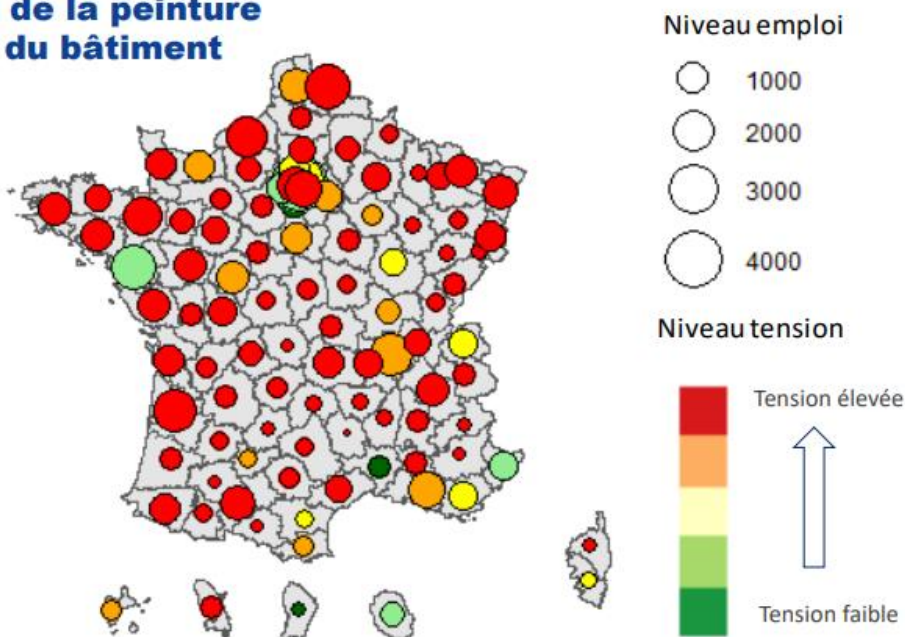 de la peinture
du bâtiment
Niveau emploi
1000
2000
3000
4000
Niveau tension
Tension élevée
Tension faible